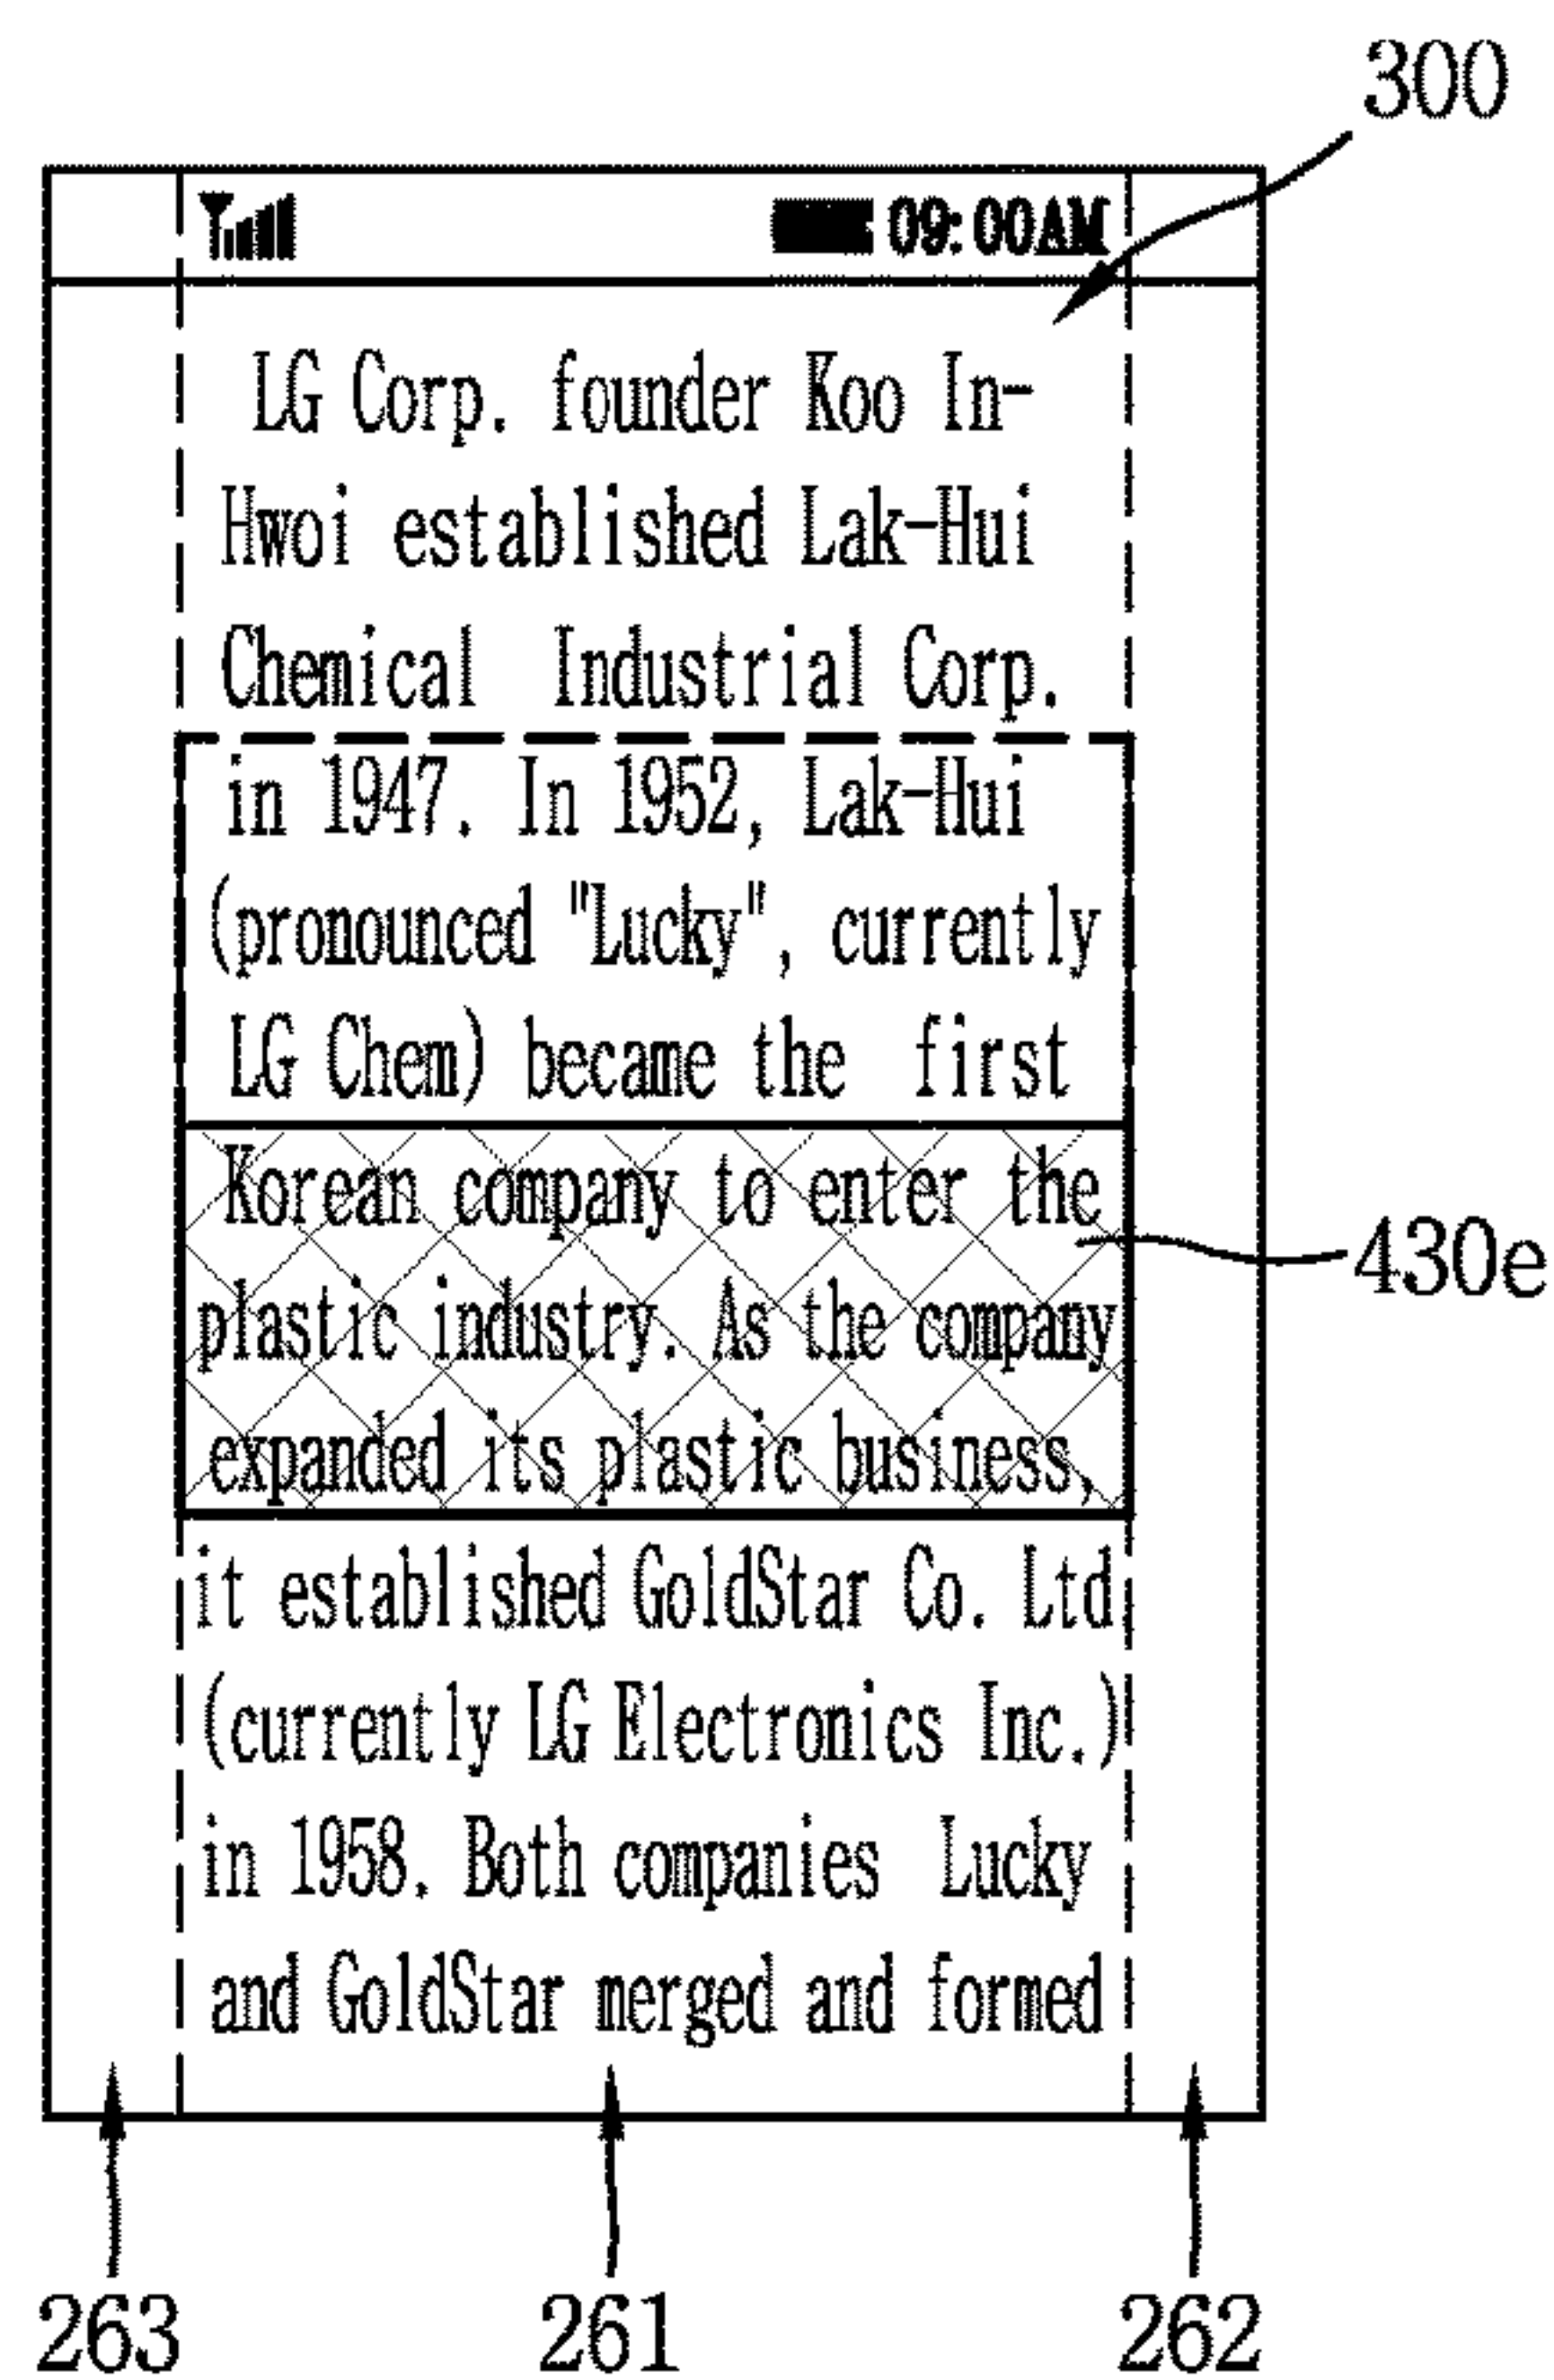 300
09:00AM
LG Corp. founder Koo In-
Hwoi established Lak-Hui
Chemical Industrial Corp.
in 1947. In 1952, Lak-Hui
(pronounced "Lucky", currently
LG Chem) became the first
Korean company to enter the
430e
plastic industry. As the company
expanded its plastic business,
it established GoldStar Co. Ltd
(currently LG Electronics Inc.)
in 1958. Both companies Lucky
and GoldStar merged and formed
263 261 262